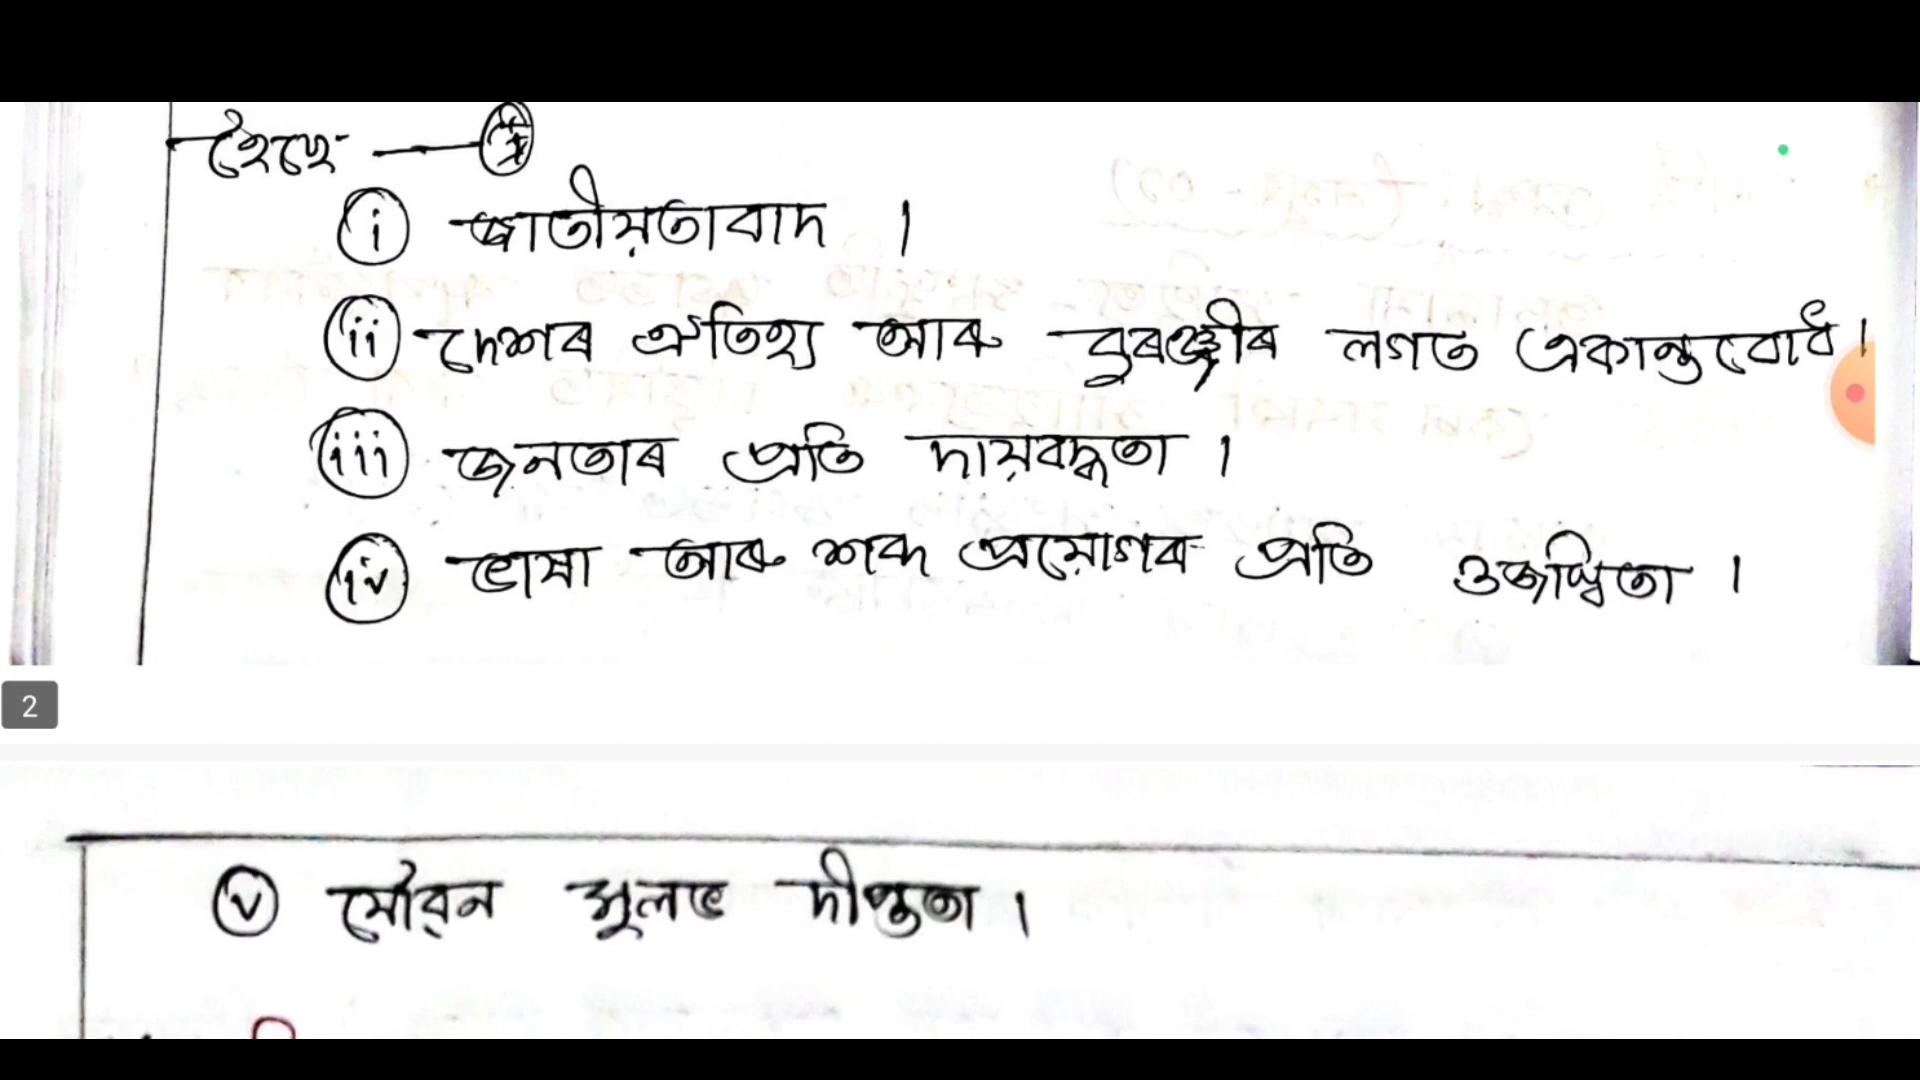 হৈছে —
i জাতীয়তাবাদ ।
ii দেশৰ ঐতিহ্য আৰু বুৰঞ্জীৰ লগত একান্তবোধ ।
iii জনতাৰ প্ৰতি দায়বদ্ধতা ।
iv ভাষা আৰু শব্দ প্ৰয়োগৰ প্ৰতি ওজস্বিতা ।
2
v যৌৱন সুলভ দীপ্ততা ।